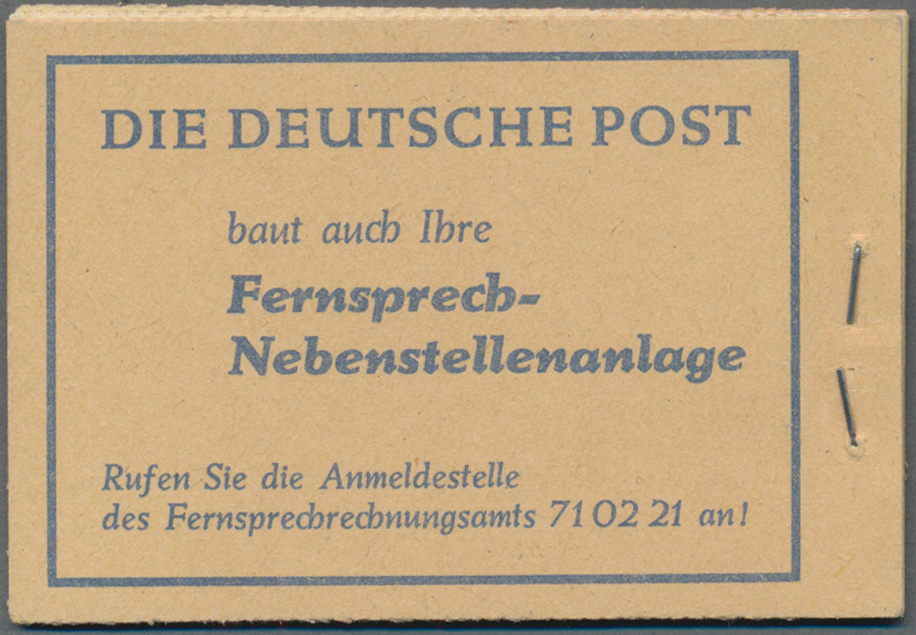 DIE DEUTSCHE POST
baut auch Ihre
Fernsprech-
Nebenstellenanlage
Rufen Sie die Anmeldestelle
des Fernsprechrechnungsamts 71 02 21 an!